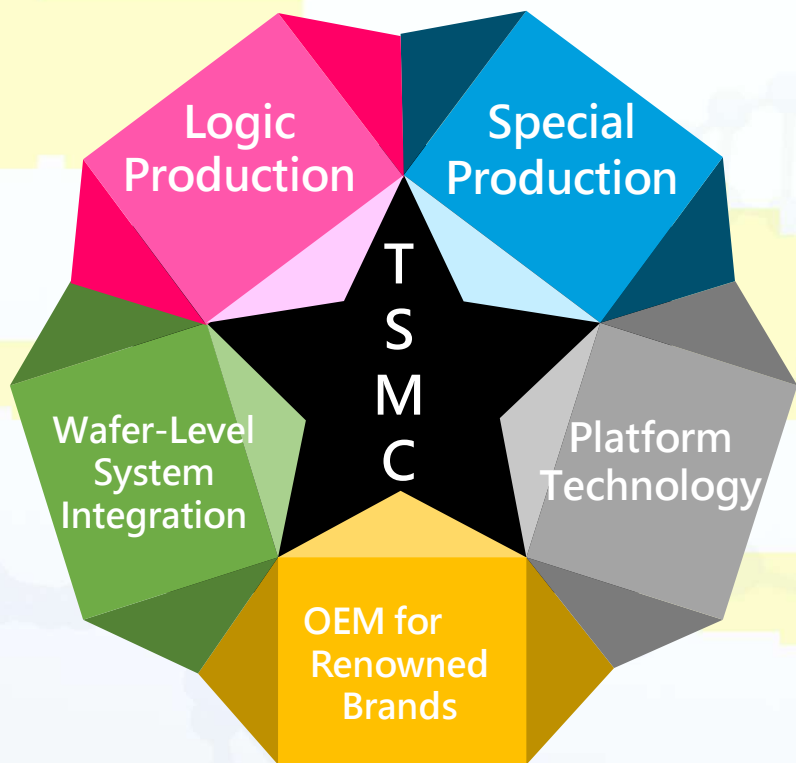 Logic
Production
Special
Production
T
S
M
C
Wafer-Level
System
Integration
Platform
Technology
OEM for
Renowned
Brands